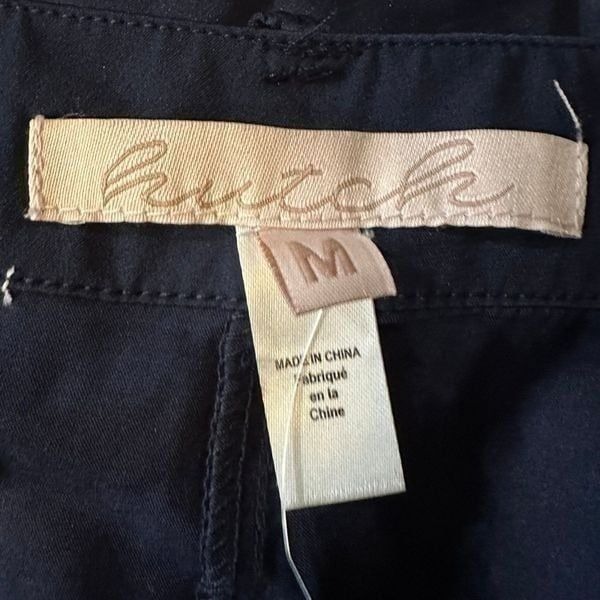 hutch
M
MADE IN CHINA
Fabriqué
en la
Chine